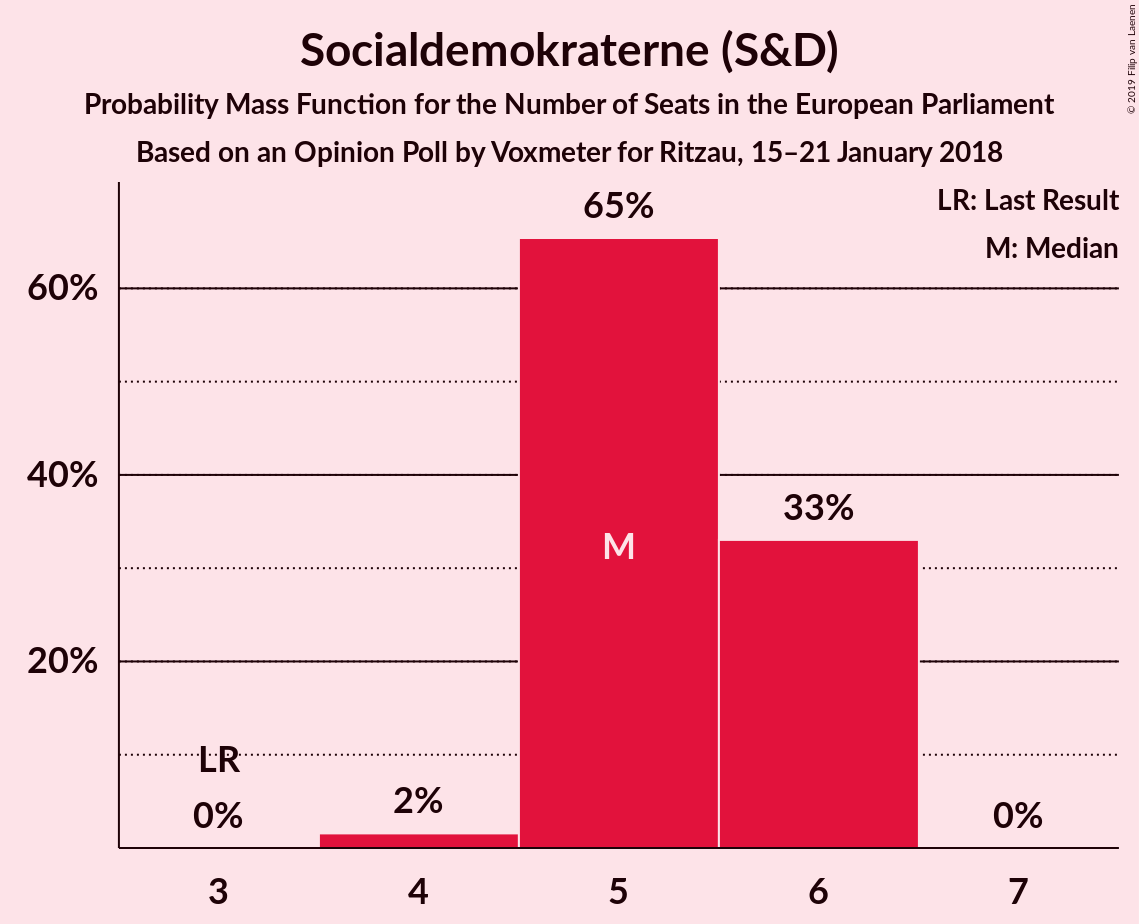 © 2019 Filip van Laenen
Socialdemokraterne (S&D)
Probability Mass Function for the Number of Seats in the European Parliament
Based on an Opinion Poll by Voxmeter for Ritzau, 15–21 January 2018
LR: Last Result
M: Median
65%
60%
40%
33%
M
20%
LR
2%
0%
0%
3 4 5 6 7